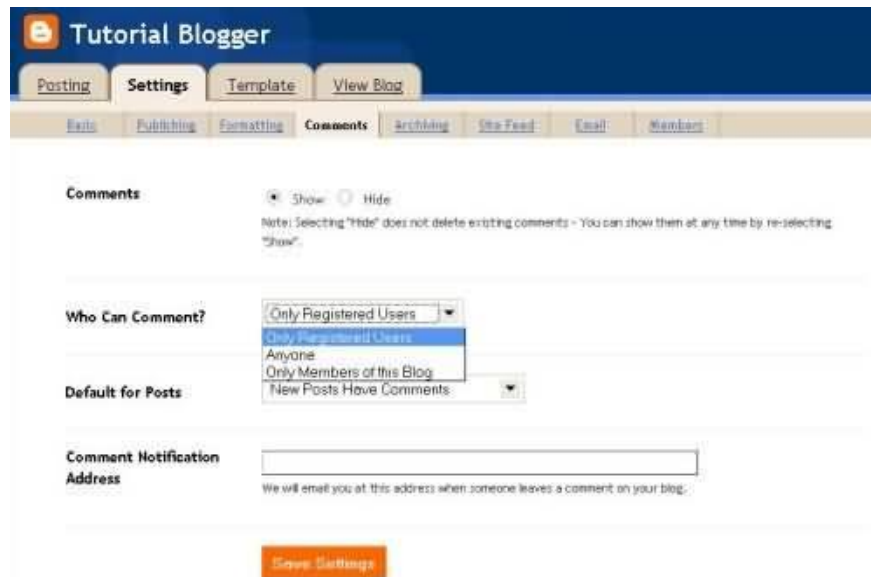 Tutorial Blogger
Posting Settings Template View Blog
Basic Publishing Formatting Comments Archiving Site Feed Email Members
Comments Show Hide
Note: Selecting "Hide" does not delete existing comments - You can show them at any time by re-selecting
"Show".
Who Can Comment? Only Registered Users
Only Registered Users
Anyone
Only Members of this Blog
Default for Posts New Posts Have Comments
Comment Notification
Address
We will email you at this address when someone leaves a comment on your blog.
Save Settings